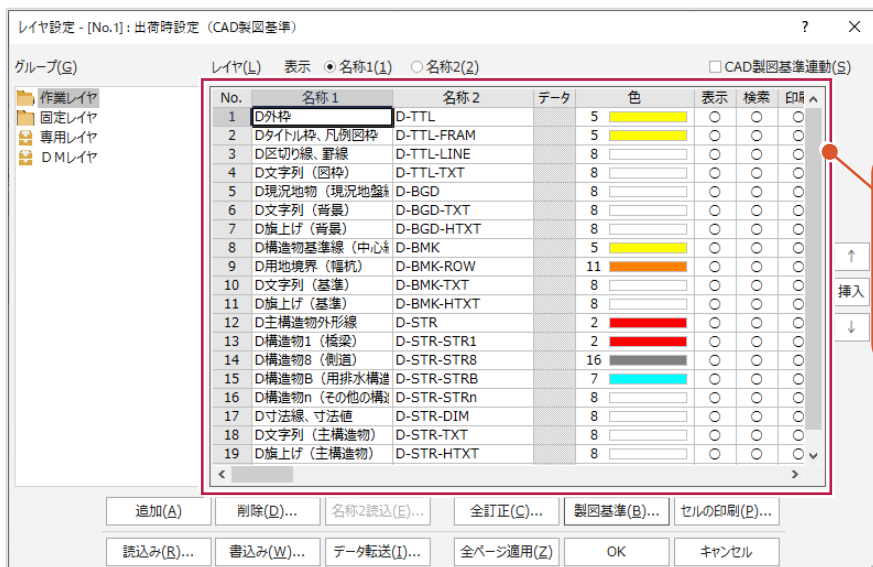 レイヤ設定 - [No.1] : 出荷時設定 （CAD製図基準） ? ×
グループ(G) レイヤ(L) 表示 名称1(1) 名称2(2) CAD製図基準連動(S)
作業レイヤ
固定レイヤ
専用レイヤ
ＤＭレイヤ
No. 名称1 名称2 データ 色 表示 検索 印刷
1 D外枠 D-TTL 5 ○ ○ ○
2 Dタイトル枠、凡例図枠 D-TTL-FRAM 5 ○ ○ ○
3 D区切り線、罫線 D-TTL-LINE 8 ○ ○ ○
4 D文字列（図枠） D-TTL-TXT 8 ○ ○ ○
5 D現況地物（現況地盤 D-BGD 8 ○ ○ ○
6 D文字列（背景） D-BGD-TXT 8 ○ ○ ○
7 D旗上げ（背景） D-BGD-HTXT 8 ○ ○ ○
8 D構造物基準線（中心 D-BMK 5 ○ ○ ○
9 D用地境界（幅杭） D-BMK-ROW 11 ○ ○ ○
10 D文字列（基準） D-BMK-TXT 8 ○ ○ ○
11 D旗上げ（基準） D-BMK-HTXT 8 ○ ○ ○
12 D主構造物外形線 D-STR 2 ○ ○ ○
13 D構造物1（橋梁） D-STR-STR1 2 ○ ○ ○
14 D構造物8（側道） D-STR-STR8 16 ○ ○ ○
15 D構造物B（用排水構造 D-STR-STRB 7 ○ ○ ○
16 D構造物n（その他の構造 D-STR-STRn 8 ○ ○ ○
17 D寸法線、寸法値 D-STR-DIM 8 ○ ○ ○
18 D文字列（主構造物） D-STR-TXT 8 ○ ○ ○
19 D旗上げ（主構造物） D-STR-HTXT 8 ○ ○ ○
↑
挿入
↓
追加(A) 削除(D)... 名称2読込(E)... 全訂正(C)... 製図基準(B)... セルの印刷(P)...
読込み(R)... 書込み(W)... データ転送(I)... 全ページ適用(Z) OK キャンセル